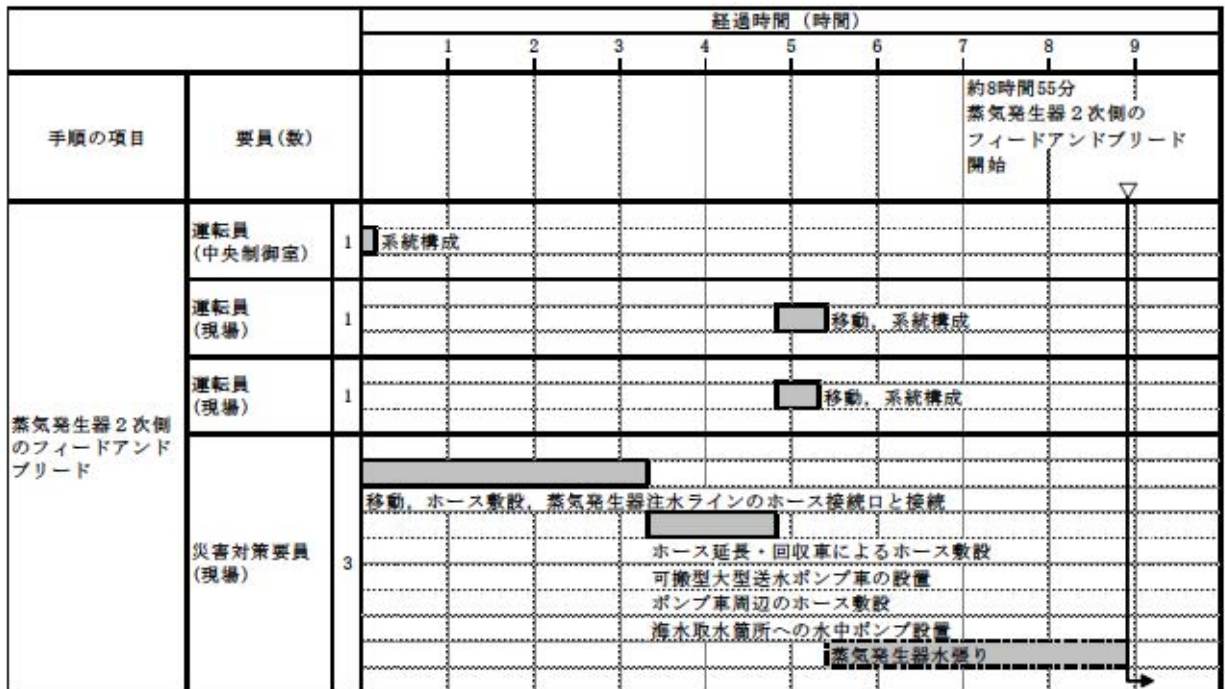 経過時間（時間）
1 2 3 4 5 6 7 8 9
手順の項目
要員(数)
約8時間55分
蒸気発生器２次側の
フィードアンドブリード
開始
▽
蒸気発生器２次側
のフィードアンド
ブリード
運転員
(中央制御室)
1
系統構成
運転員
(現場)
1
移動，系統構成
運転員
(現場)
1
移動，系統構成
災害対策要員
(現場)
3
移動，ホース敷設，蒸気発生器注水ラインのホース接続口と接続
ホース延長・回収車によるホース敷設
可搬型大型送水ポンプ車の設置
ポンプ車周辺のホース敷設
海水取水箇所への水中ポンプ設置
蒸気発生器水張り